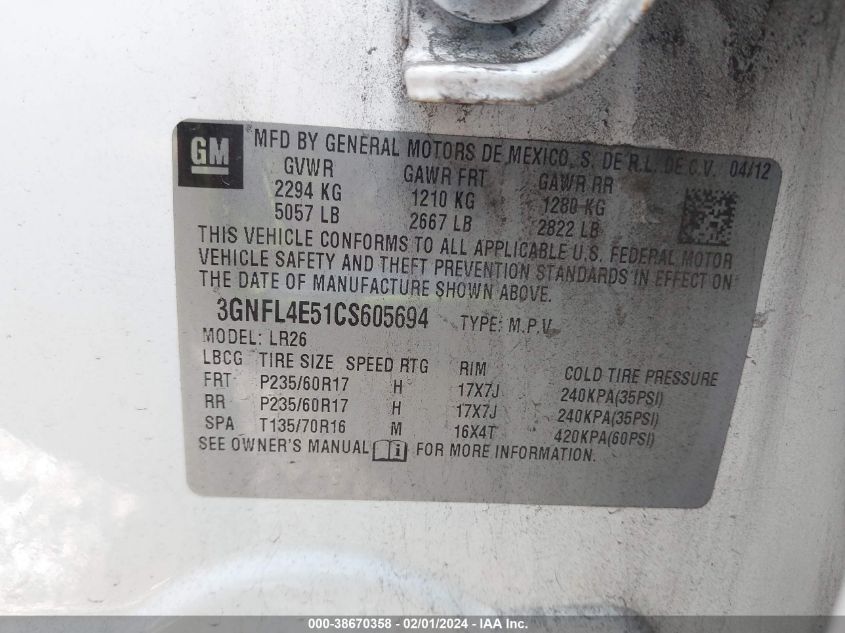 GM MFD BY GENERAL MOTORS DE MEXICO, S. DE R.L. DE C.V. 04/12
GVWR GAWR FRT GAWR RR
2294 KG 1210 KG 1280 KG
5057 LB 2667 LB 2822 LB
THIS VEHICLE CONFORMS TO ALL APPLICABLE U.S. FEDERAL MOTOR
VEHICLE SAFETY AND THEFT PREVENTION STANDARDS IN EFFECT ON
THE DATE OF MANUFACTURE SHOWN ABOVE.
3GNFL4E51CS605694 TYPE: M.P.V
MODEL: LR26
LBCG TIRE SIZE SPEED RTG RIM COLD TIRE PRESSURE
FRT P235/60R17 H 17X7J 240KPA(35PSI)
RR P235/60R17 H 17X7J 240KPA(35PSI)
SPA T135/70R16 M 16X4T 420KPA(60PSI)
SEE OWNER'S MANUAL i FOR MORE INFORMATION.
000-38670358 - 02/01/2024 - IAA Inc.